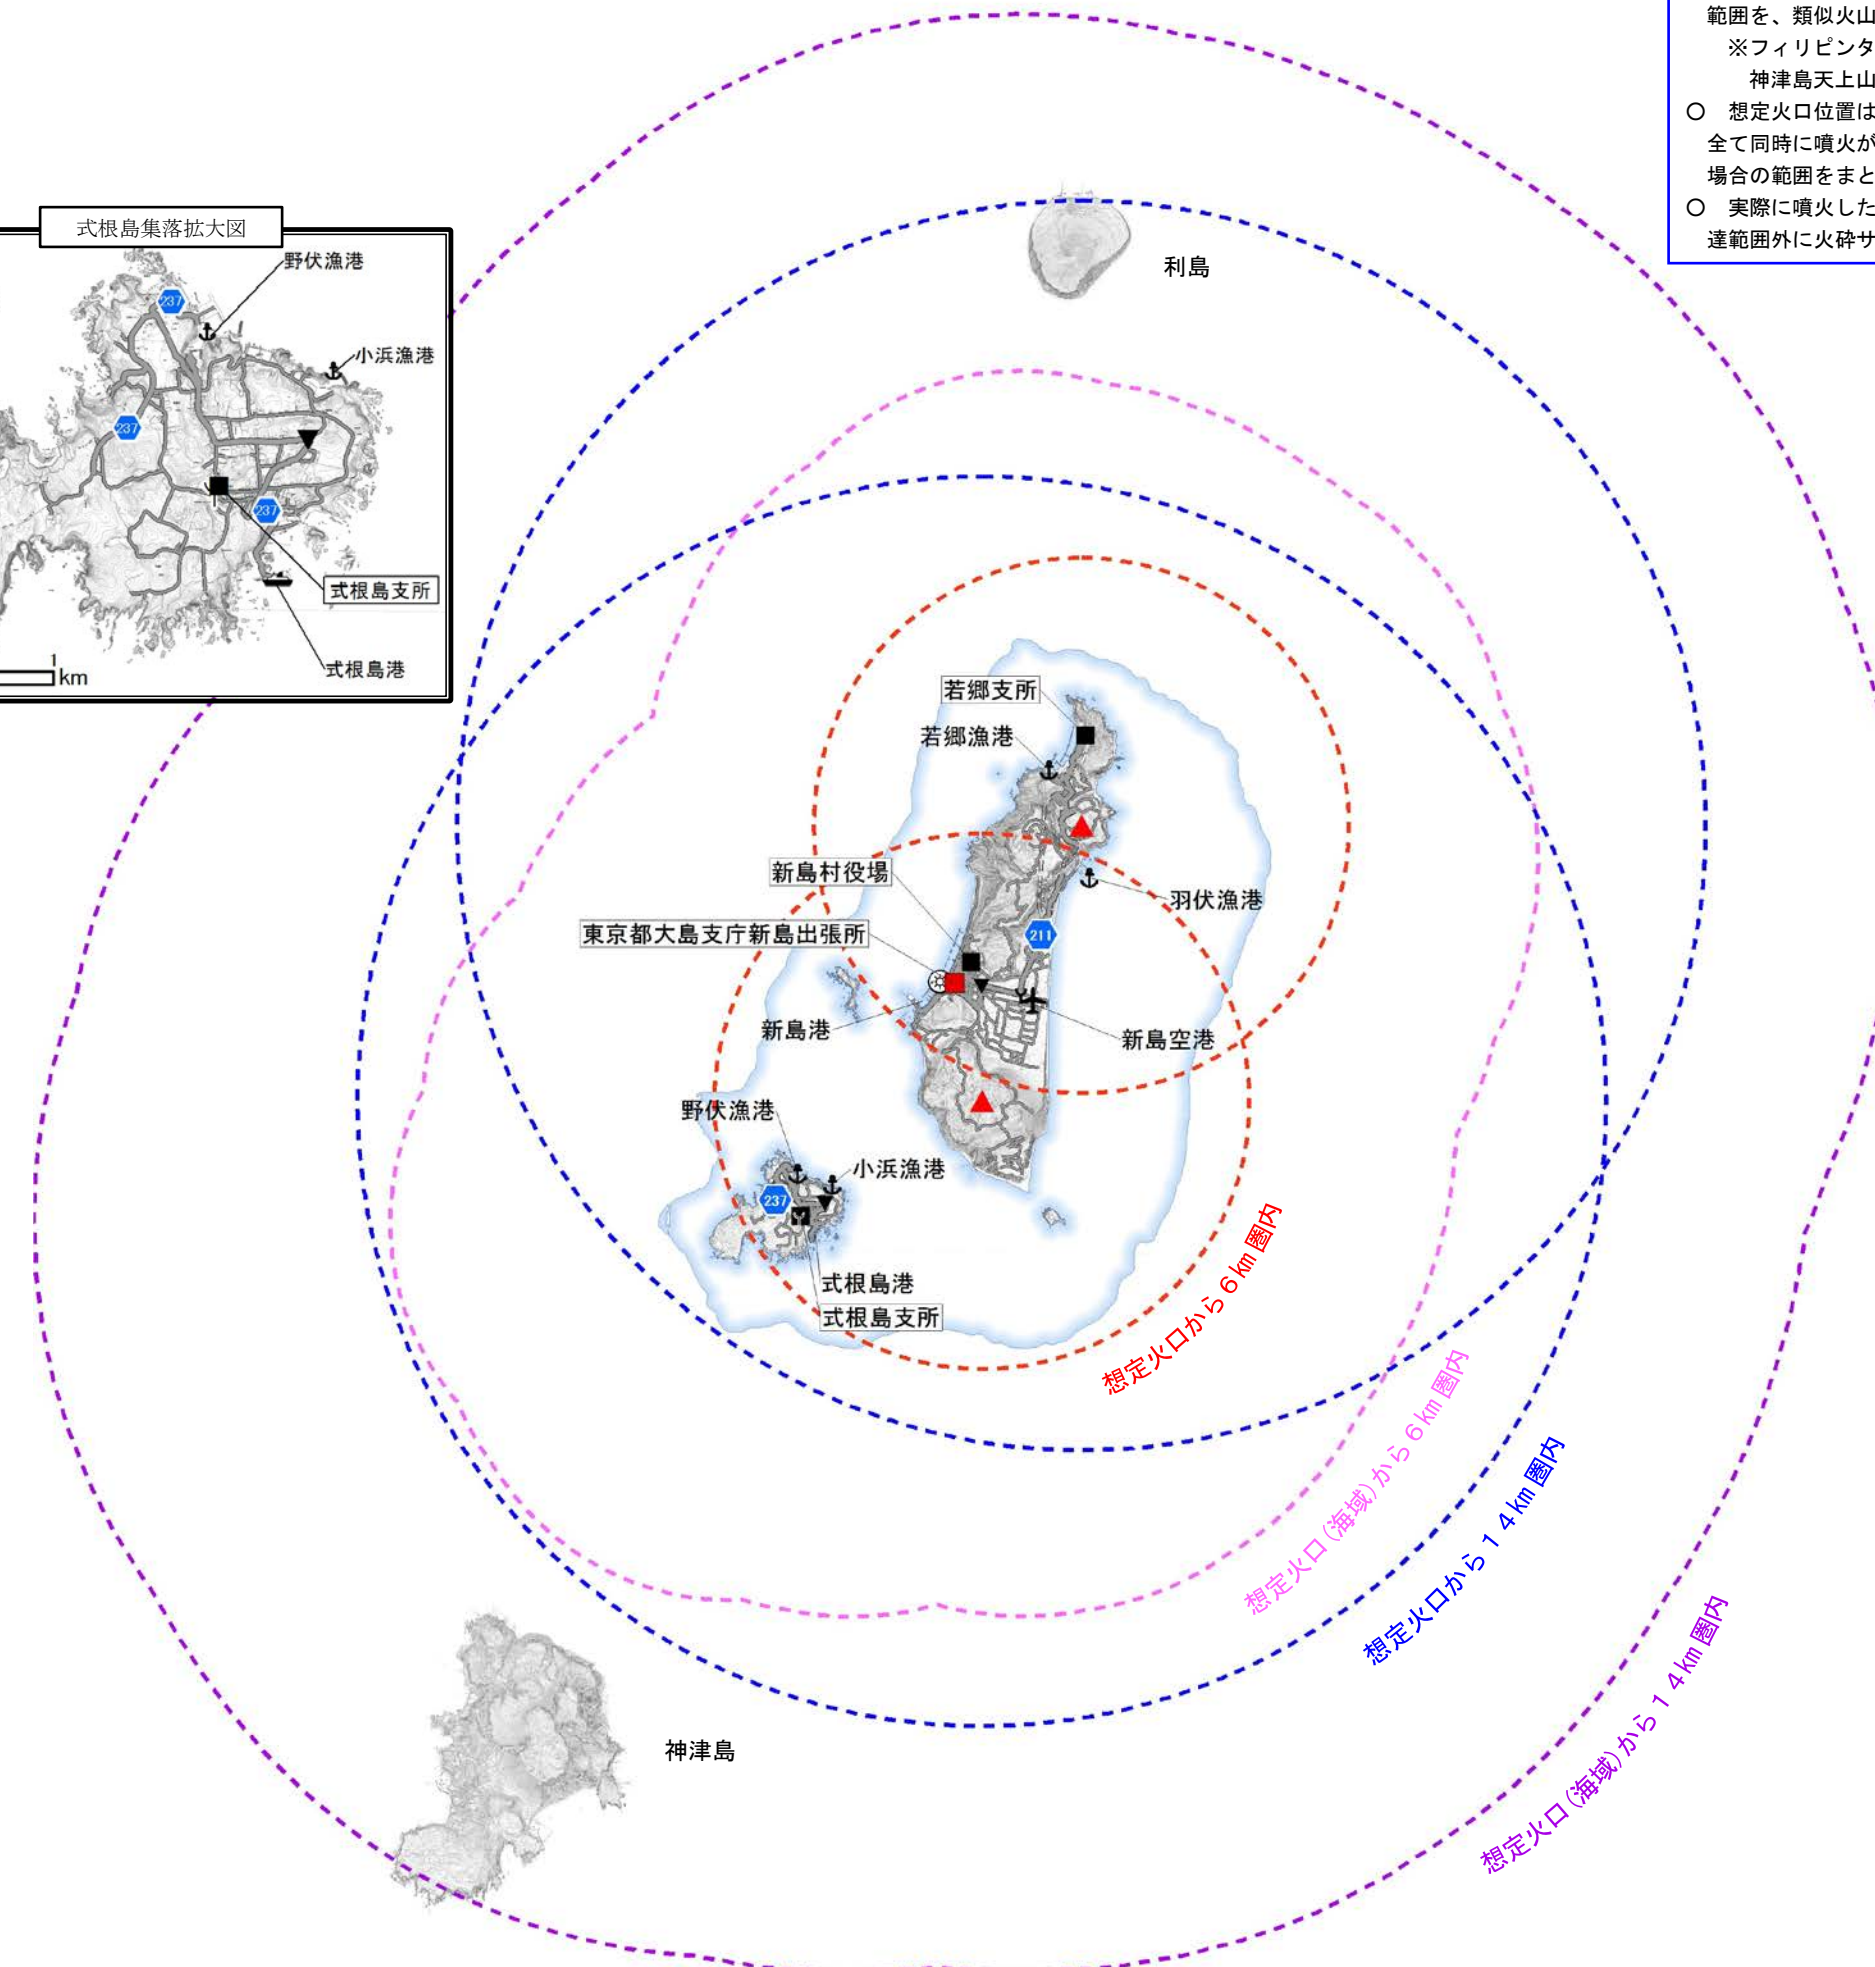 範囲を、類似火山
※フィリピンタ
神津島天上山
○ 想定火口位置は
全て同時に噴火が
場合の範囲をまと
○ 実際に噴火した
達範囲外に火砕サ
式根島集落拡大図
野伏漁港
237
小浜漁港
237
237
式根島支所
式根島港
1
km
利島
若郷支所
若郷漁港
新島村役場
羽伏漁港
東京都大島支庁新島出張所
211
新島港
新島空港
野伏漁港
小浜漁港
237
式根島港
式根島支所
想定火口から6km圏内
想定火口(海域)から6km圏内
想定火口から14km圏内
想定火口(海域)から14km圏内
神津島